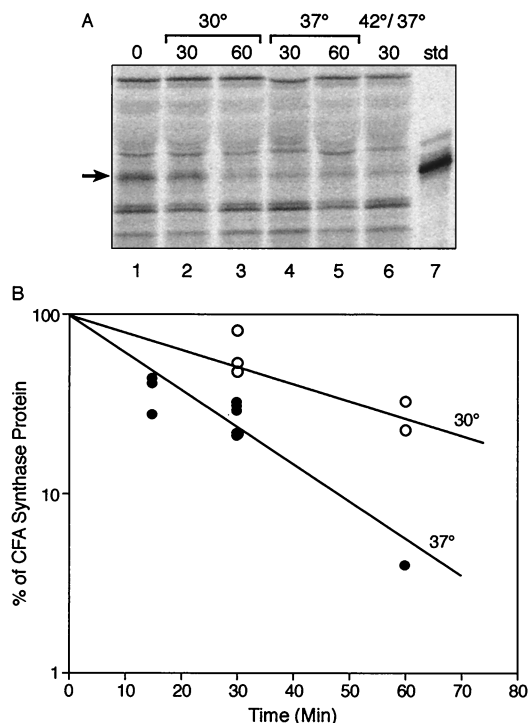 A
30° 37° 42°/ 37°
0 30 60 30 60 30 std
1 2 3 4 5 6 7
B
100
10
1
% of CFA Synthase Protein
30°
37°
0 10 20 30 40 50 60 70 80
Time (Min)